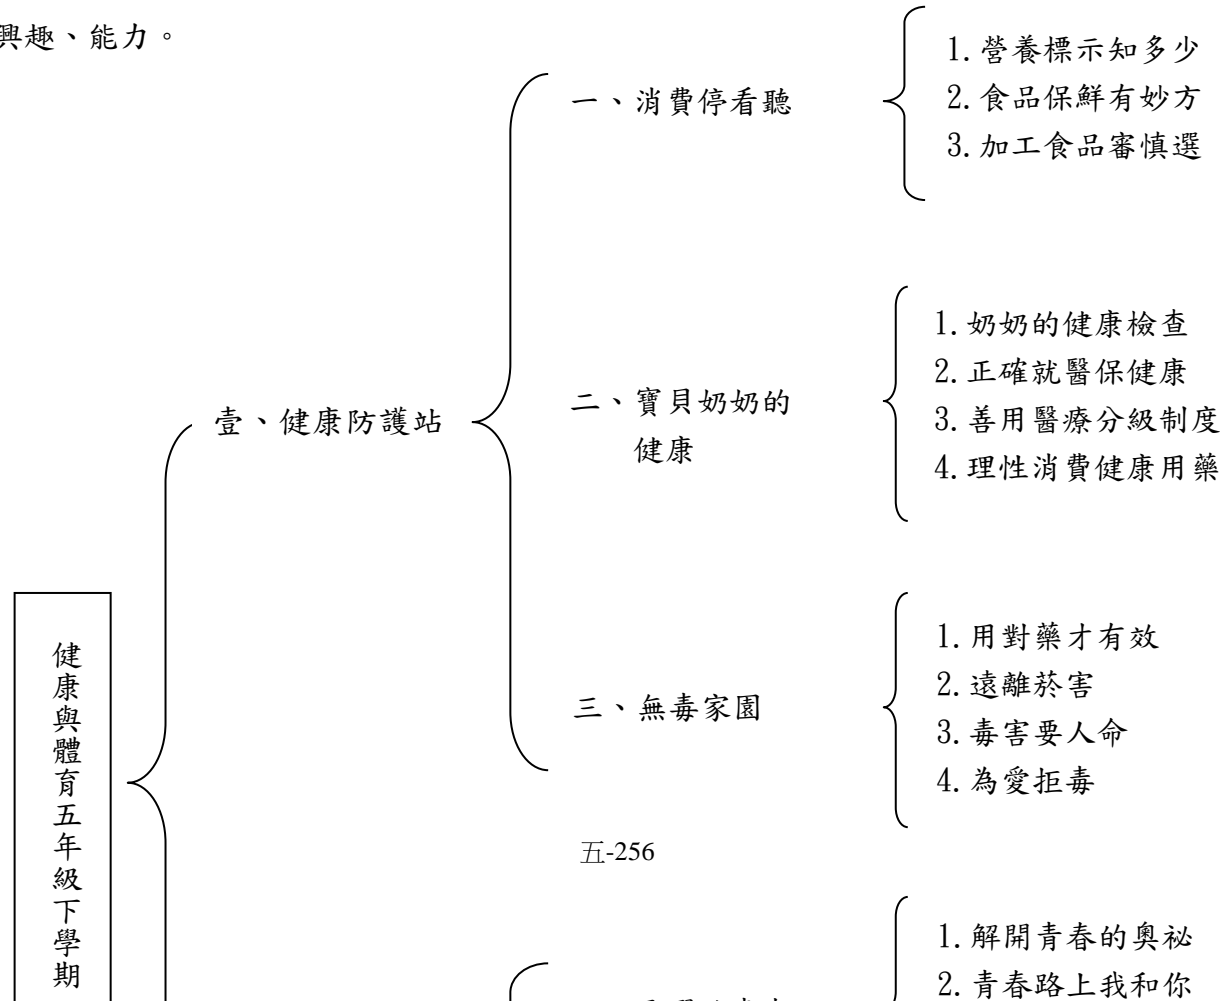 興趣、能力。
一、消費停看聽
1.營養標示知多少
2.食品保鮮有妙方
3.加工食品審慎選
壹、健康防護站
二、寶貝奶奶的
健康
1.奶奶的健康檢查
2.正確就醫保健康
3.善用醫療分級制度
4.理性消費健康用藥
三、無毒家園
1.用對藥才有效
2.遠離菸害
3.毒害要人命
4.為愛拒毒
健康與體育五年級下學期
五-256
1.解開青春的奧祕
2.青春路上我和你